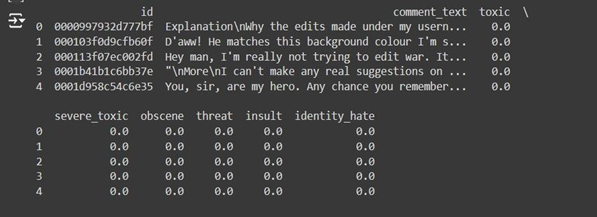 id comment_text toxic \
0 0000997932d777bf Explanation\nWhy the edits made under my usern... 0.0
1 000103f0d9cfb60f D'aww! He matches this background colour I'm s... 0.0
2 000113f07ec002fd Hey man, I'm really not trying to edit war. It... 0.0
3 0001b41b1c6bb37e "\nMore\nI can't make any real suggestions on ... 0.0
4 0001d958c54c6e35 You, sir, are my hero. Any chance you remember... 0.0
severe_toxic obscene threat insult identity_hate
0 0.0 0.0 0.0 0.0 0.0
1 0.0 0.0 0.0 0.0 0.0
2 0.0 0.0 0.0 0.0 0.0
3 0.0 0.0 0.0 0.0 0.0
4 0.0 0.0 0.0 0.0 0.0